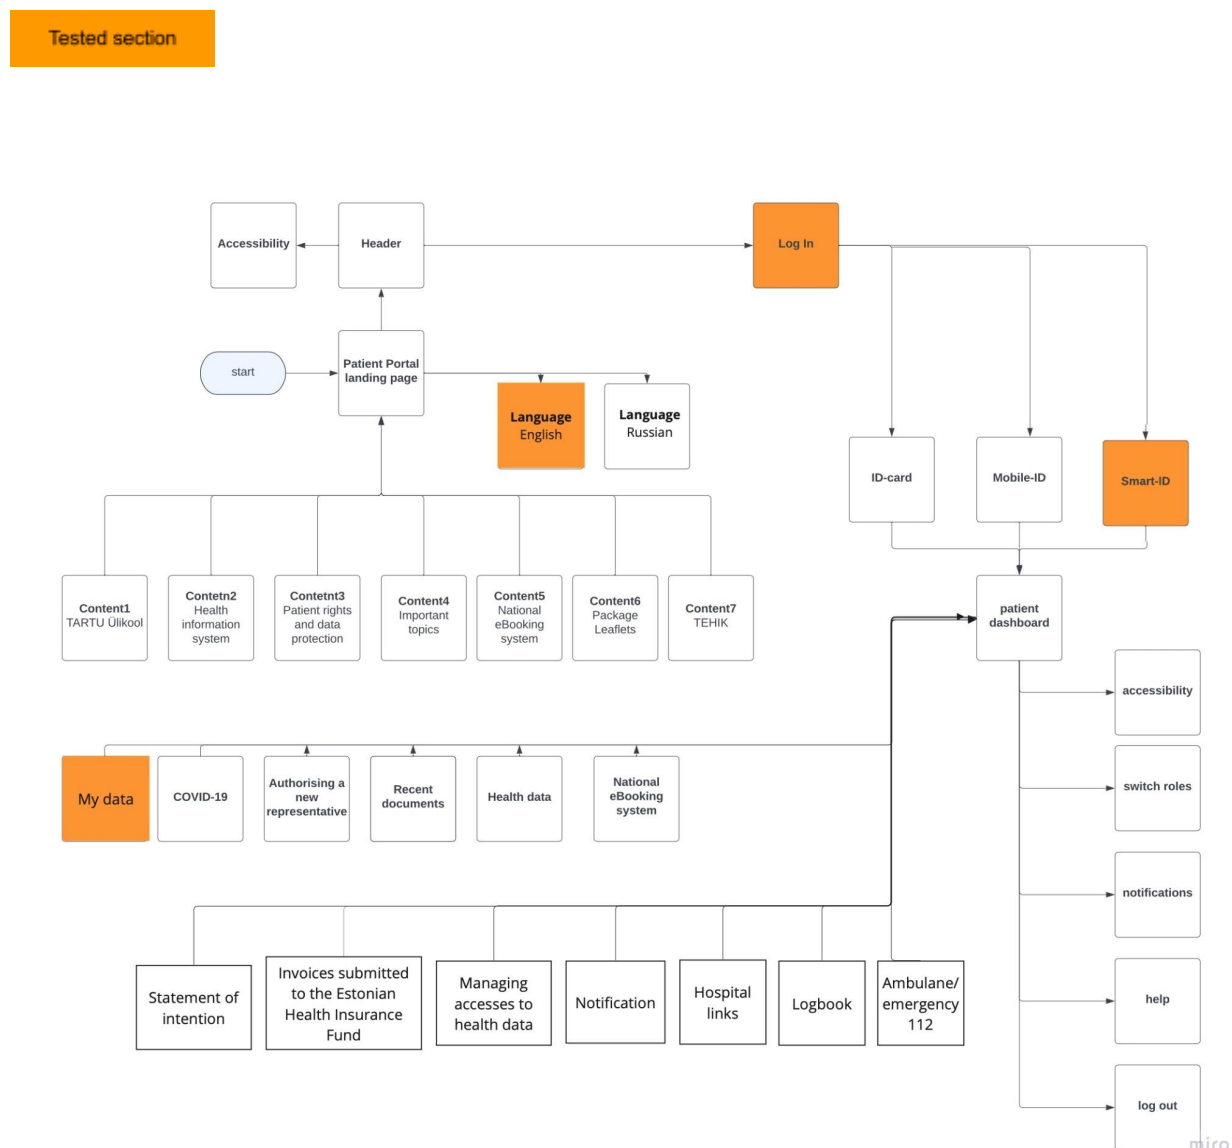 Tested section
Accessibility
Header
Log In
start
Patient Portal
landing page
Language
English
Language
Russian
ID-card
Mobile-ID
Smart-ID
Content1
TARTU Ülikool
Contetn2
Health
information
system
Contetnt3
Patient rights
and data
protection
Content4
Important
topics
Content5
National
eBooking
system
Content6
Package
Leaflets
Content7
TEHIK
patient
dashboard
accessibility
switch roles
notifications
help
log out
My data
COVID-19
Authorising a
new
representative
Recent
documents
Health data
National
eBooking
system
Statement of
intention
Invoices submitted
to the Estonian
Health Insurance
Fund
Managing
accesses to
health data
Notification
Hospital
links
Logbook
Ambulane/
emergency
112
miro